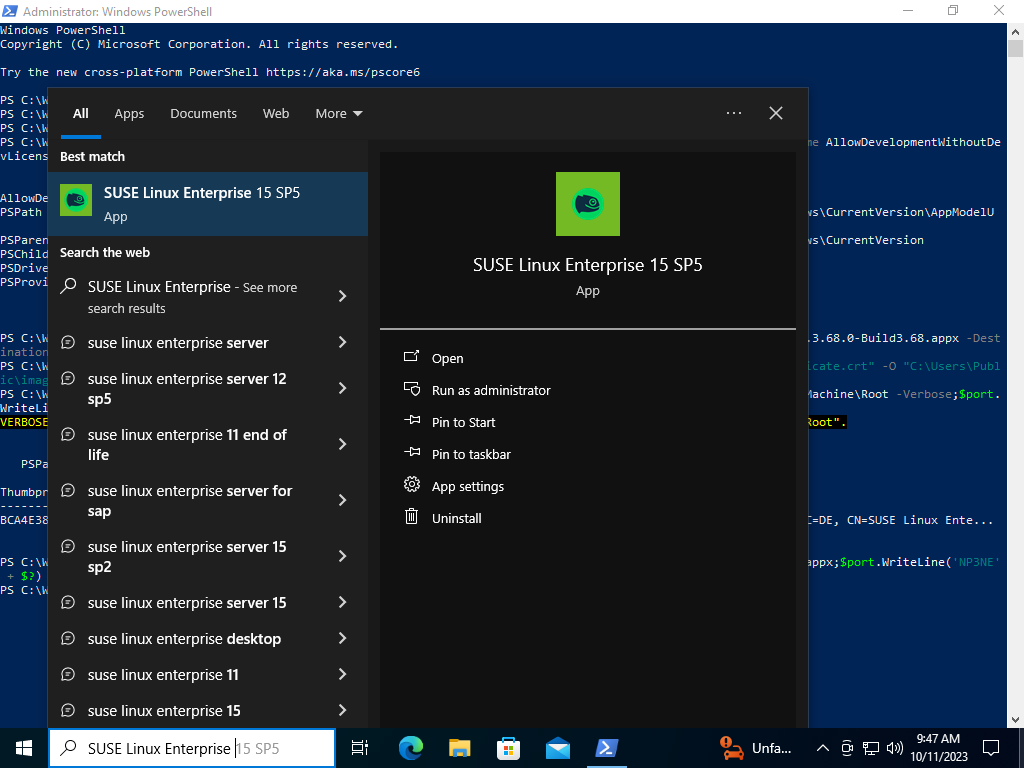 Administrator: Windows PowerShell
Windows PowerShell
Copyright (C) Microsoft Corporation. All rights reserved.
Try the new cross-platform PowerShell https://aka.ms/pscore6
PS C:\W
PS C:\W
PS C:\W
PS C:\W
me AllowDevelopmentWithoutDe
vLicens
AllowDe
PSPath
ws\CurrentVersion\AppModelU
PSParen
ws\CurrentVersion
PSChild
PSDrive
PSProvi
PS C:\W
.3.68.0-Build3.68.appx -Dest
ination
PS C:\W
icate.crt" -O "C:\Users\Publ
ic\imag
PS C:\W
Machine\Root -Verbose;$port.
WriteLi
VERBOSE
Root".
PSPa
Thumbpr
-------
BCA4E38
C=DE, CN=SUSE Linux Ente...
PS C:\W
appx;$port.WriteLine('NP3NE'
+ $?)
PS C:\W
All
Apps
Documents
Web
More
Best match
SUSE Linux Enterprise 15 SP5
App
Search the web
SUSE Linux Enterprise - See more
search results
suse linux enterprise server
suse linux enterprise server 12
sp5
suse linux enterprise 11 end of
life
suse linux enterprise server for
sap
suse linux enterprise server 15
sp2
suse linux enterprise server 15
suse linux enterprise desktop
suse linux enterprise 11
suse linux enterprise 15
SUSE Linux Enterprise 15 SP5
App
Open
Run as administrator
Pin to Start
Pin to taskbar
App settings
Uninstall
SUSE Linux Enterprise 15 SP5
Unfa...
9:47 AM
10/11/2023